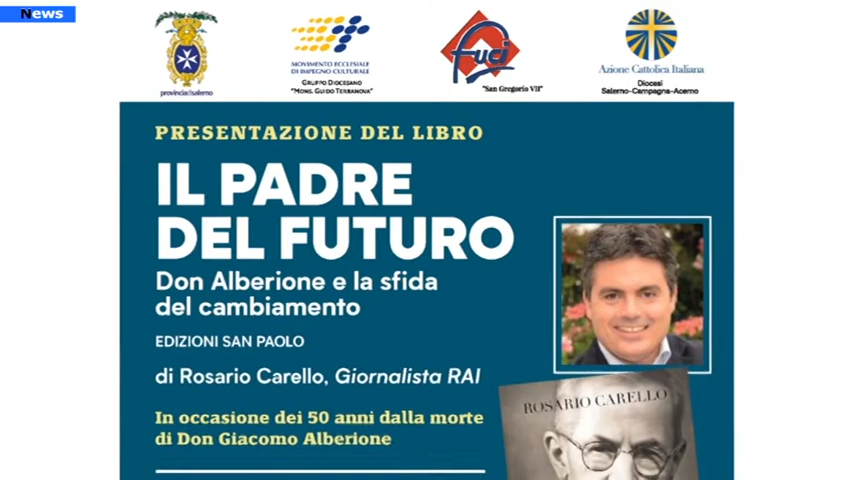 News
provinciadisalerno
MOVIMENTO ECCLESIALE
DI IMPEGNO CULTURALE
GRUPPO DIOCESANO
"MONS. GUIDO TERRANOVA"
fuci
"San Gregorio VII"
Azione Cattolica Italiana
Diocesi
Salerno-Campagna-Acerno
PRESENTAZIONE DEL LIBRO
IL PADRE
DEL FUTURO
Don Alberione e la sfida
del cambiamento
EDIZIONI SAN PAOLO
di Rosario Carello, Giornalista RAI
In occasione dei 50 anni dalla morte
di Don Giacomo Alberione
ROSARIO CARELLO